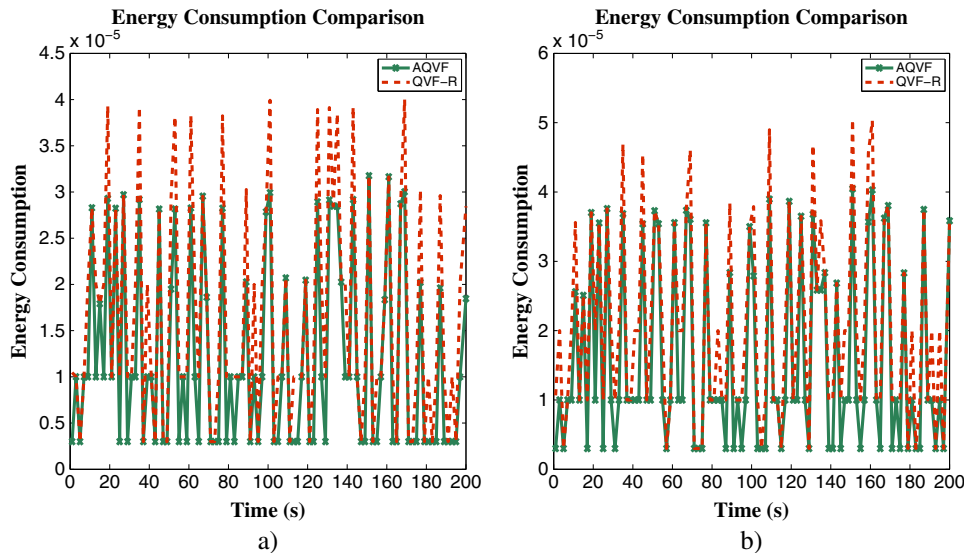 Energy Consumption Comparison
x 10⁻⁵
4.5
4
3.5
3
2.5
2
1.5
1
0.5
0
Energy Consumption
AQVF
QVF-R
0 20 40 60 80 100 120 140 160 180 200
Time (s)
a)
Energy Consumption Comparison
x 10⁻⁵
6
5
4
3
2
1
0
Energy Consumption
AQVF
QVF-R
0 20 40 60 80 100 120 140 160 180 200
Time (s)
b)